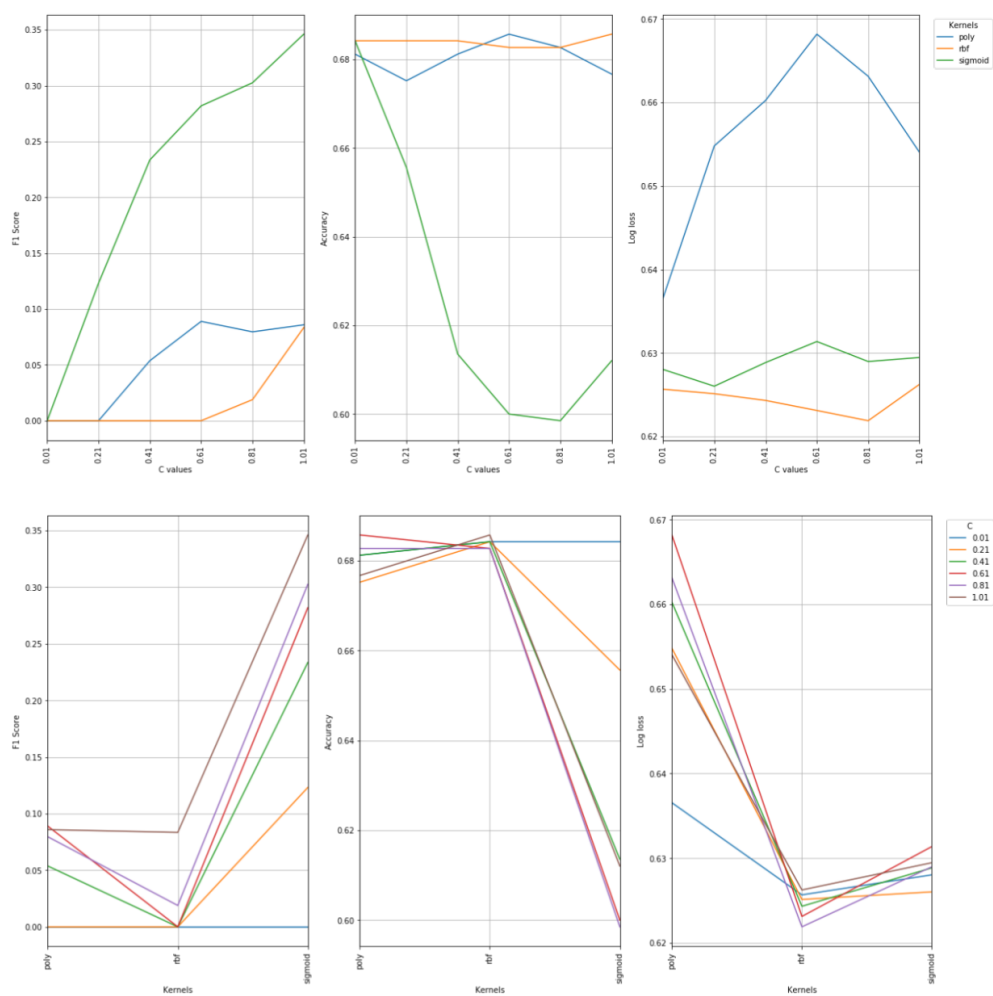 0.35
0.30
0.25
0.20
0.15
0.10
0.05
0.00
F1 Score
0.01
0.21
0.41
0.61
0.81
1.01
C values
0.68
0.66
0.64
0.62
0.60
Accuracy
0.01
0.21
0.41
0.61
0.81
1.01
C values
0.67
0.66
0.65
0.64
0.63
0.62
Log loss
0.01
0.21
0.41
0.61
0.81
1.01
C values
Kernels
poly
rbf
sigmoid
0.35
0.30
0.25
0.20
0.15
0.10
0.05
0.00
F1 Score
poly
rbf
sigmoid
Kernels
0.68
0.66
0.64
0.62
0.60
Accuracy
poly
rbf
sigmoid
Kernels
0.67
0.66
0.65
0.64
0.63
0.62
Log loss
poly
rbf
sigmoid
Kernels
C
0.01
0.21
0.41
0.61
0.81
1.01